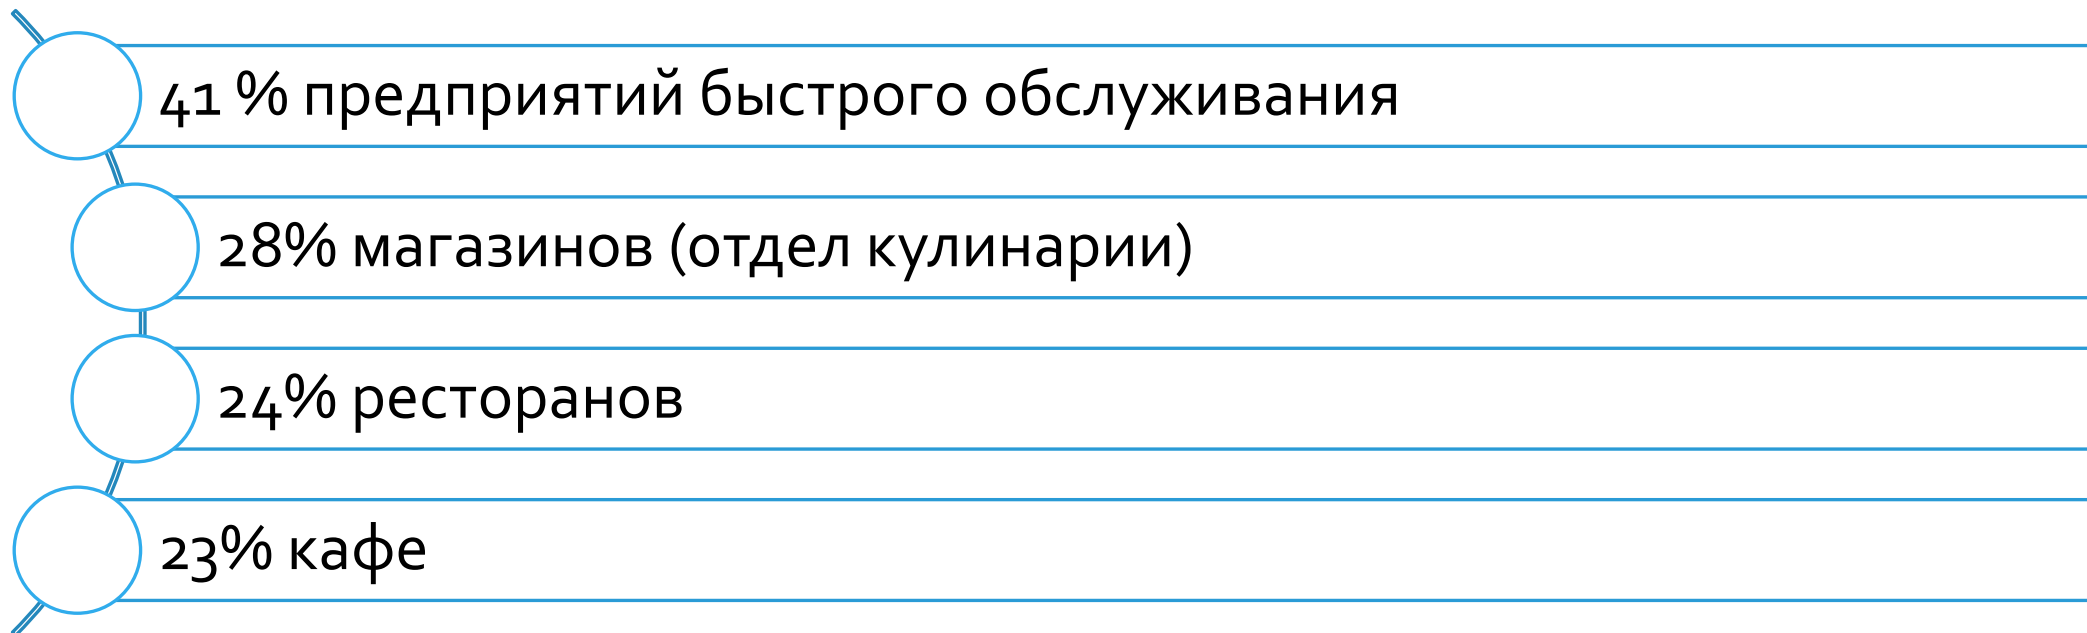 41 % предприятий быстрого обслуживания
28% магазинов (отдел кулинарии)
24% ресторанов
23% кафе